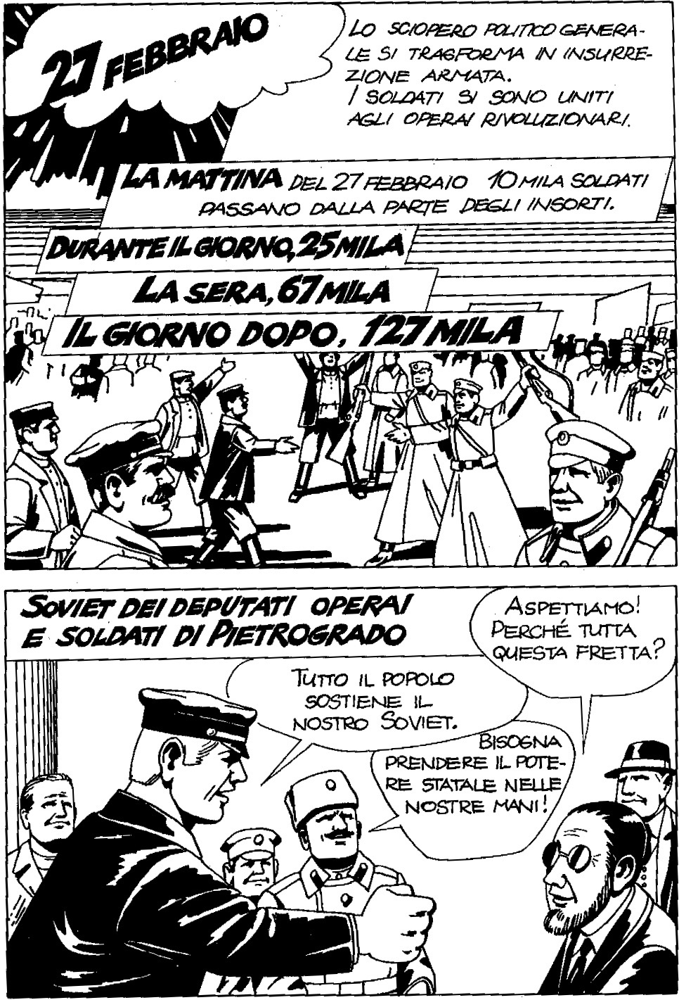 27 FEBBRAIO
LO SCIOPERO POLITICO GENERA-
LE SI TRASFORMA IN INSURRE-
ZIONE ARMATA.
I SOLDATI SI SONO UNITI
AGLI OPERAI RIVOLUZIONARI.
LA MATTINA DEL 27 FEBBRAIO 10 MILA SOLDATI
PASSANO DALLA PARTE DEGLI INSORTI.
DURANTE IL GIORNO, 25 MILA
LA SERA, 67 MILA
IL GIORNO DOPO, 127 MILA
SOVIET DEI DEPUTATI OPERAI
E SOLDATI DI PIETROGRADO
TUTTO IL POPOLO
SOSTIENE IL
NOSTRO SOVIET.
BISOGNA
PRENDERE IL POTE-
RE STATALE NELLE
NOSTRE MANI!
ASPETTIAMO!
PERCHÉ TUTTA
QUESTA FRETTA?